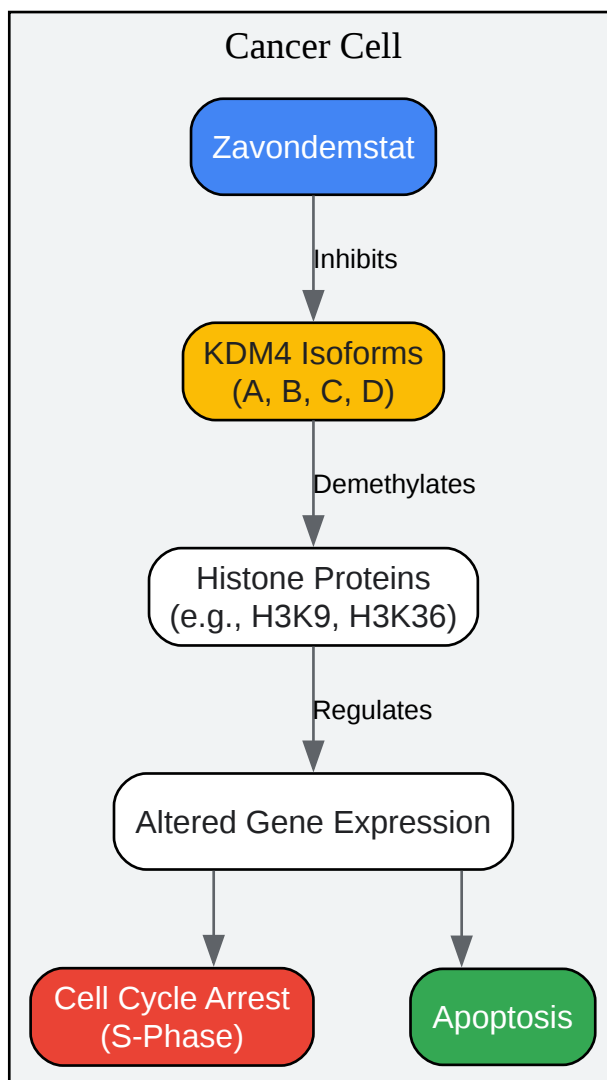 Cancer Cell
Zavondemstat
Inhibits
KDM4 Isoforms
(A, B, C, D)
Demethylates
Histone Proteins
(e.g., H3K9, H3K36)
Regulates
Altered Gene Expression
Cell Cycle Arrest
(S-Phase)
Apoptosis